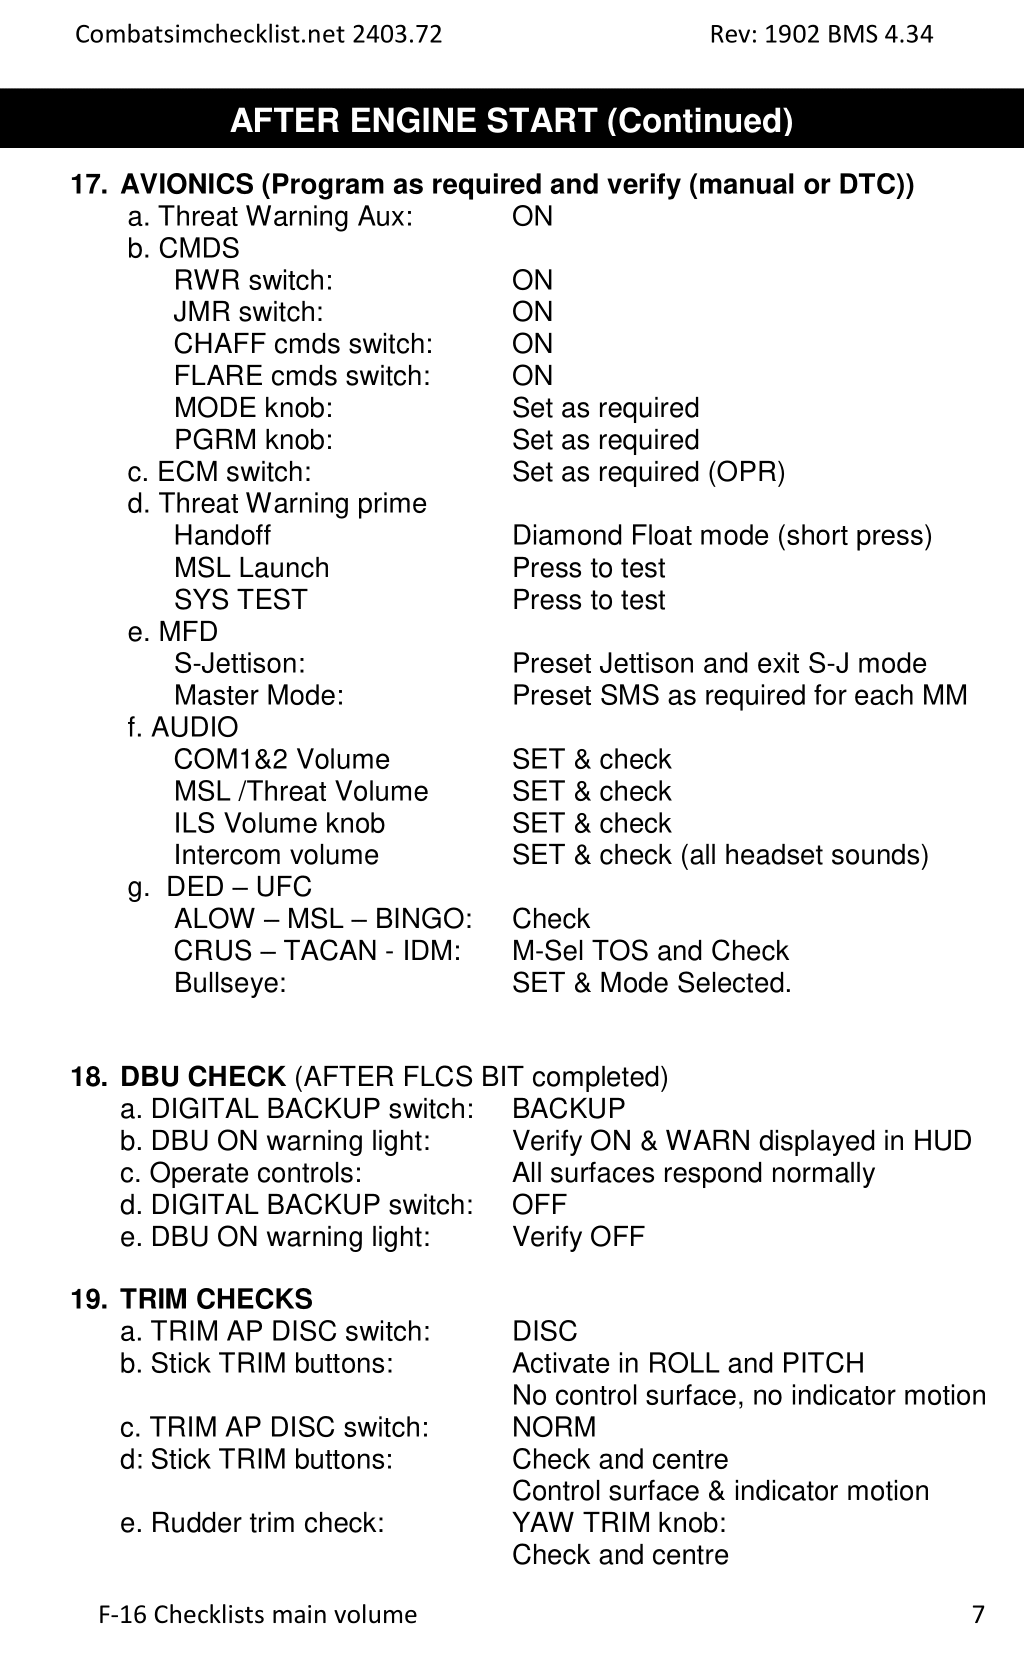 Combatsimchecklist.net 2403.72 Rev: 1902 BMS 4.34
AFTER ENGINE START (Continued)
17. AVIONICS (Program as required and verify (manual or DTC))
a. Threat Warning Aux: ON
b. CMDS
RWR switch: ON
JMR switch: ON
CHAFF cmds switch: ON
FLARE cmds switch: ON
MODE knob: Set as required
PGRM knob: Set as required
c. ECM switch: Set as required (OPR)
d. Threat Warning prime
Handoff Diamond Float mode (short press)
MSL Launch Press to test
SYS TEST Press to test
e. MFD
S-Jettison: Preset Jettison and exit S-J mode
Master Mode: Preset SMS as required for each MM
f. AUDIO
COM1&2 Volume SET & check
MSL /Threat Volume SET & check
ILS Volume knob SET & check
Intercom volume SET & check (all headset sounds)
g. DED – UFC
ALOW – MSL – BINGO: Check
CRUS – TACAN - IDM: M-Sel TOS and Check
Bullseye: SET & Mode Selected.
18. DBU CHECK (AFTER FLCS BIT completed)
a. DIGITAL BACKUP switch: BACKUP
b. DBU ON warning light: Verify ON & WARN displayed in HUD
c. Operate controls: All surfaces respond normally
d. DIGITAL BACKUP switch: OFF
e. DBU ON warning light: Verify OFF
19. TRIM CHECKS
a. TRIM AP DISC switch: DISC
b. Stick TRIM buttons: Activate in ROLL and PITCH
No control surface, no indicator motion
c. TRIM AP DISC switch: NORM
d: Stick TRIM buttons: Check and centre
Control surface & indicator motion
e. Rudder trim check: YAW TRIM knob:
Check and centre
F-16 Checklists main volume 7